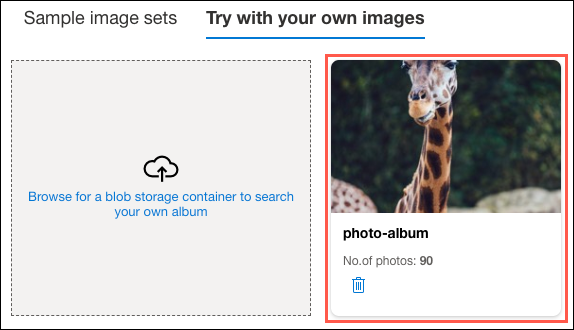 Sample image sets
Try with your own images
Browse for a blob storage container to search
your own album
photo-album
No.of photos: 90